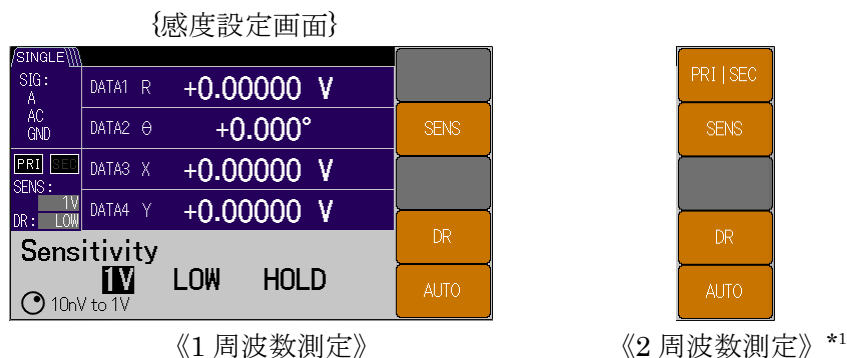 {感度設定画面}
SINGLE
SIG:
A
AC
GND
DATA1 R +0.00000 V
DATA2 θ +0.000°
PRI SEC
SENS:
1V
DR: LOW
DATA3 X +0.00000 V
DATA4 Y +0.00000 V
Sensitivity
1V LOW HOLD
10nV to 1V
SENS
DR
AUTO
《1 周波数測定》
PRI|SEC
SENS
DR
AUTO
《2 周波数測定》*1